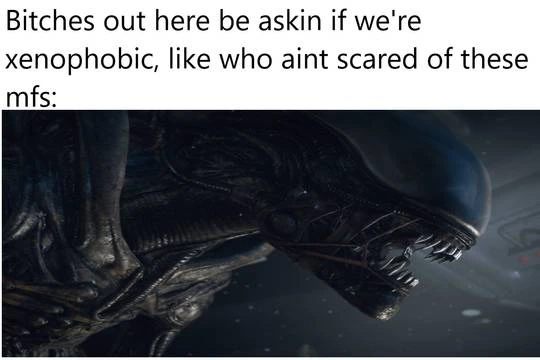 Bitches out here be askin if we're
xenophobic, like who aint scared of these
mfs: